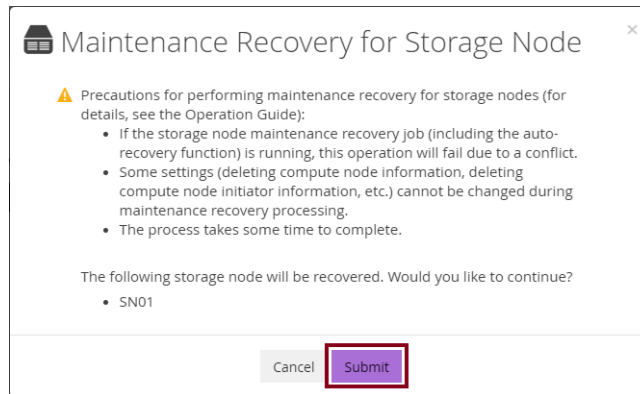 Maintenance Recovery for Storage Node
×
Precautions for performing maintenance recovery for storage nodes (for
details, see the Operation Guide):
• If the storage node maintenance recovery job (including the auto-
recovery function) is running, this operation will fail due to a conflict.
• Some settings (deleting compute node information, deleting
compute node initiator information, etc.) cannot be changed during
maintenance recovery processing.
• The process takes some time to complete.
The following storage node will be recovered. Would you like to continue?
• SN01
Cancel Submit